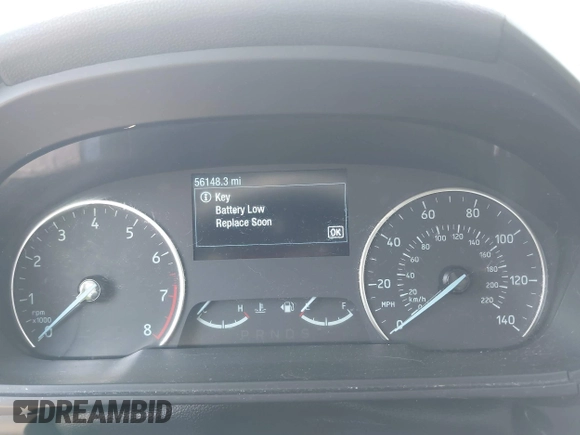 56148.3 mi
Key
Battery Low
Replace Soon
OK
0 1 2 3 4 5 6 7 8
rpm
x1000
H
F
P R N D
0 20 40 60 80 100 120 140
MPH
20 40 60 80 100 120 140 160 180 200 220
km/h
DREAMBID